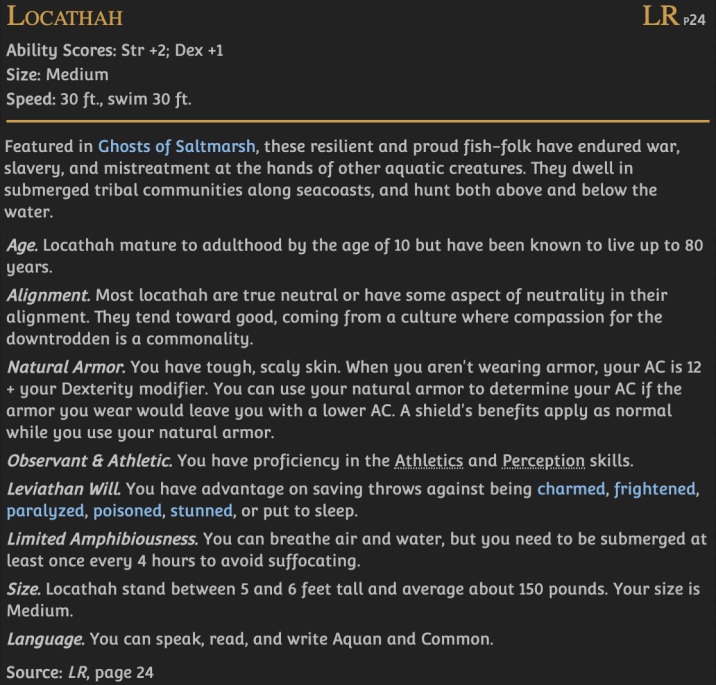 Locathah LR p24
Ability Scores: Str +2; Dex +1
Size: Medium
Speed: 30 ft., swim 30 ft.
Featured in Ghosts of Saltmarsh, these resilient and proud fish-folk have endured war,
slavery, and mistreatment at the hands of other aquatic creatures. They dwell in
submerged tribal communities along seacoasts, and hunt both above and below the
water.
Age. Locathah mature to adulthood by the age of 10 but have been known to live up to 80
years.
Alignment. Most locathah are true neutral or have some aspect of neutrality in their
alignment. They tend toward good, coming from a culture where compassion for the
downtrodden is a commonality.
Natural Armor. You have tough, scaly skin. When you aren't wearing armor, your AC is 12
+ your Dexterity modifier. You can use your natural armor to determine your AC if the
armor you wear would leave you with a lower AC. A shield's benefits apply as normal
while you use your natural armor.
Observant & Athletic. You have proficiency in the Athletics and Perception skills.
Leviathan Will. You have advantage on saving throws against being charmed, frightened,
paralyzed, poisoned, stunned, or put to sleep.
Limited Amphibiousness. You can breathe air and water, but you need to be submerged at
least once every 4 hours to avoid suffocating.
Size. Locathah stand between 5 and 6 feet tall and average about 150 pounds. Your size is
Medium.
Language. You can speak, read, and write Aquan and Common.
Source: LR, page 24